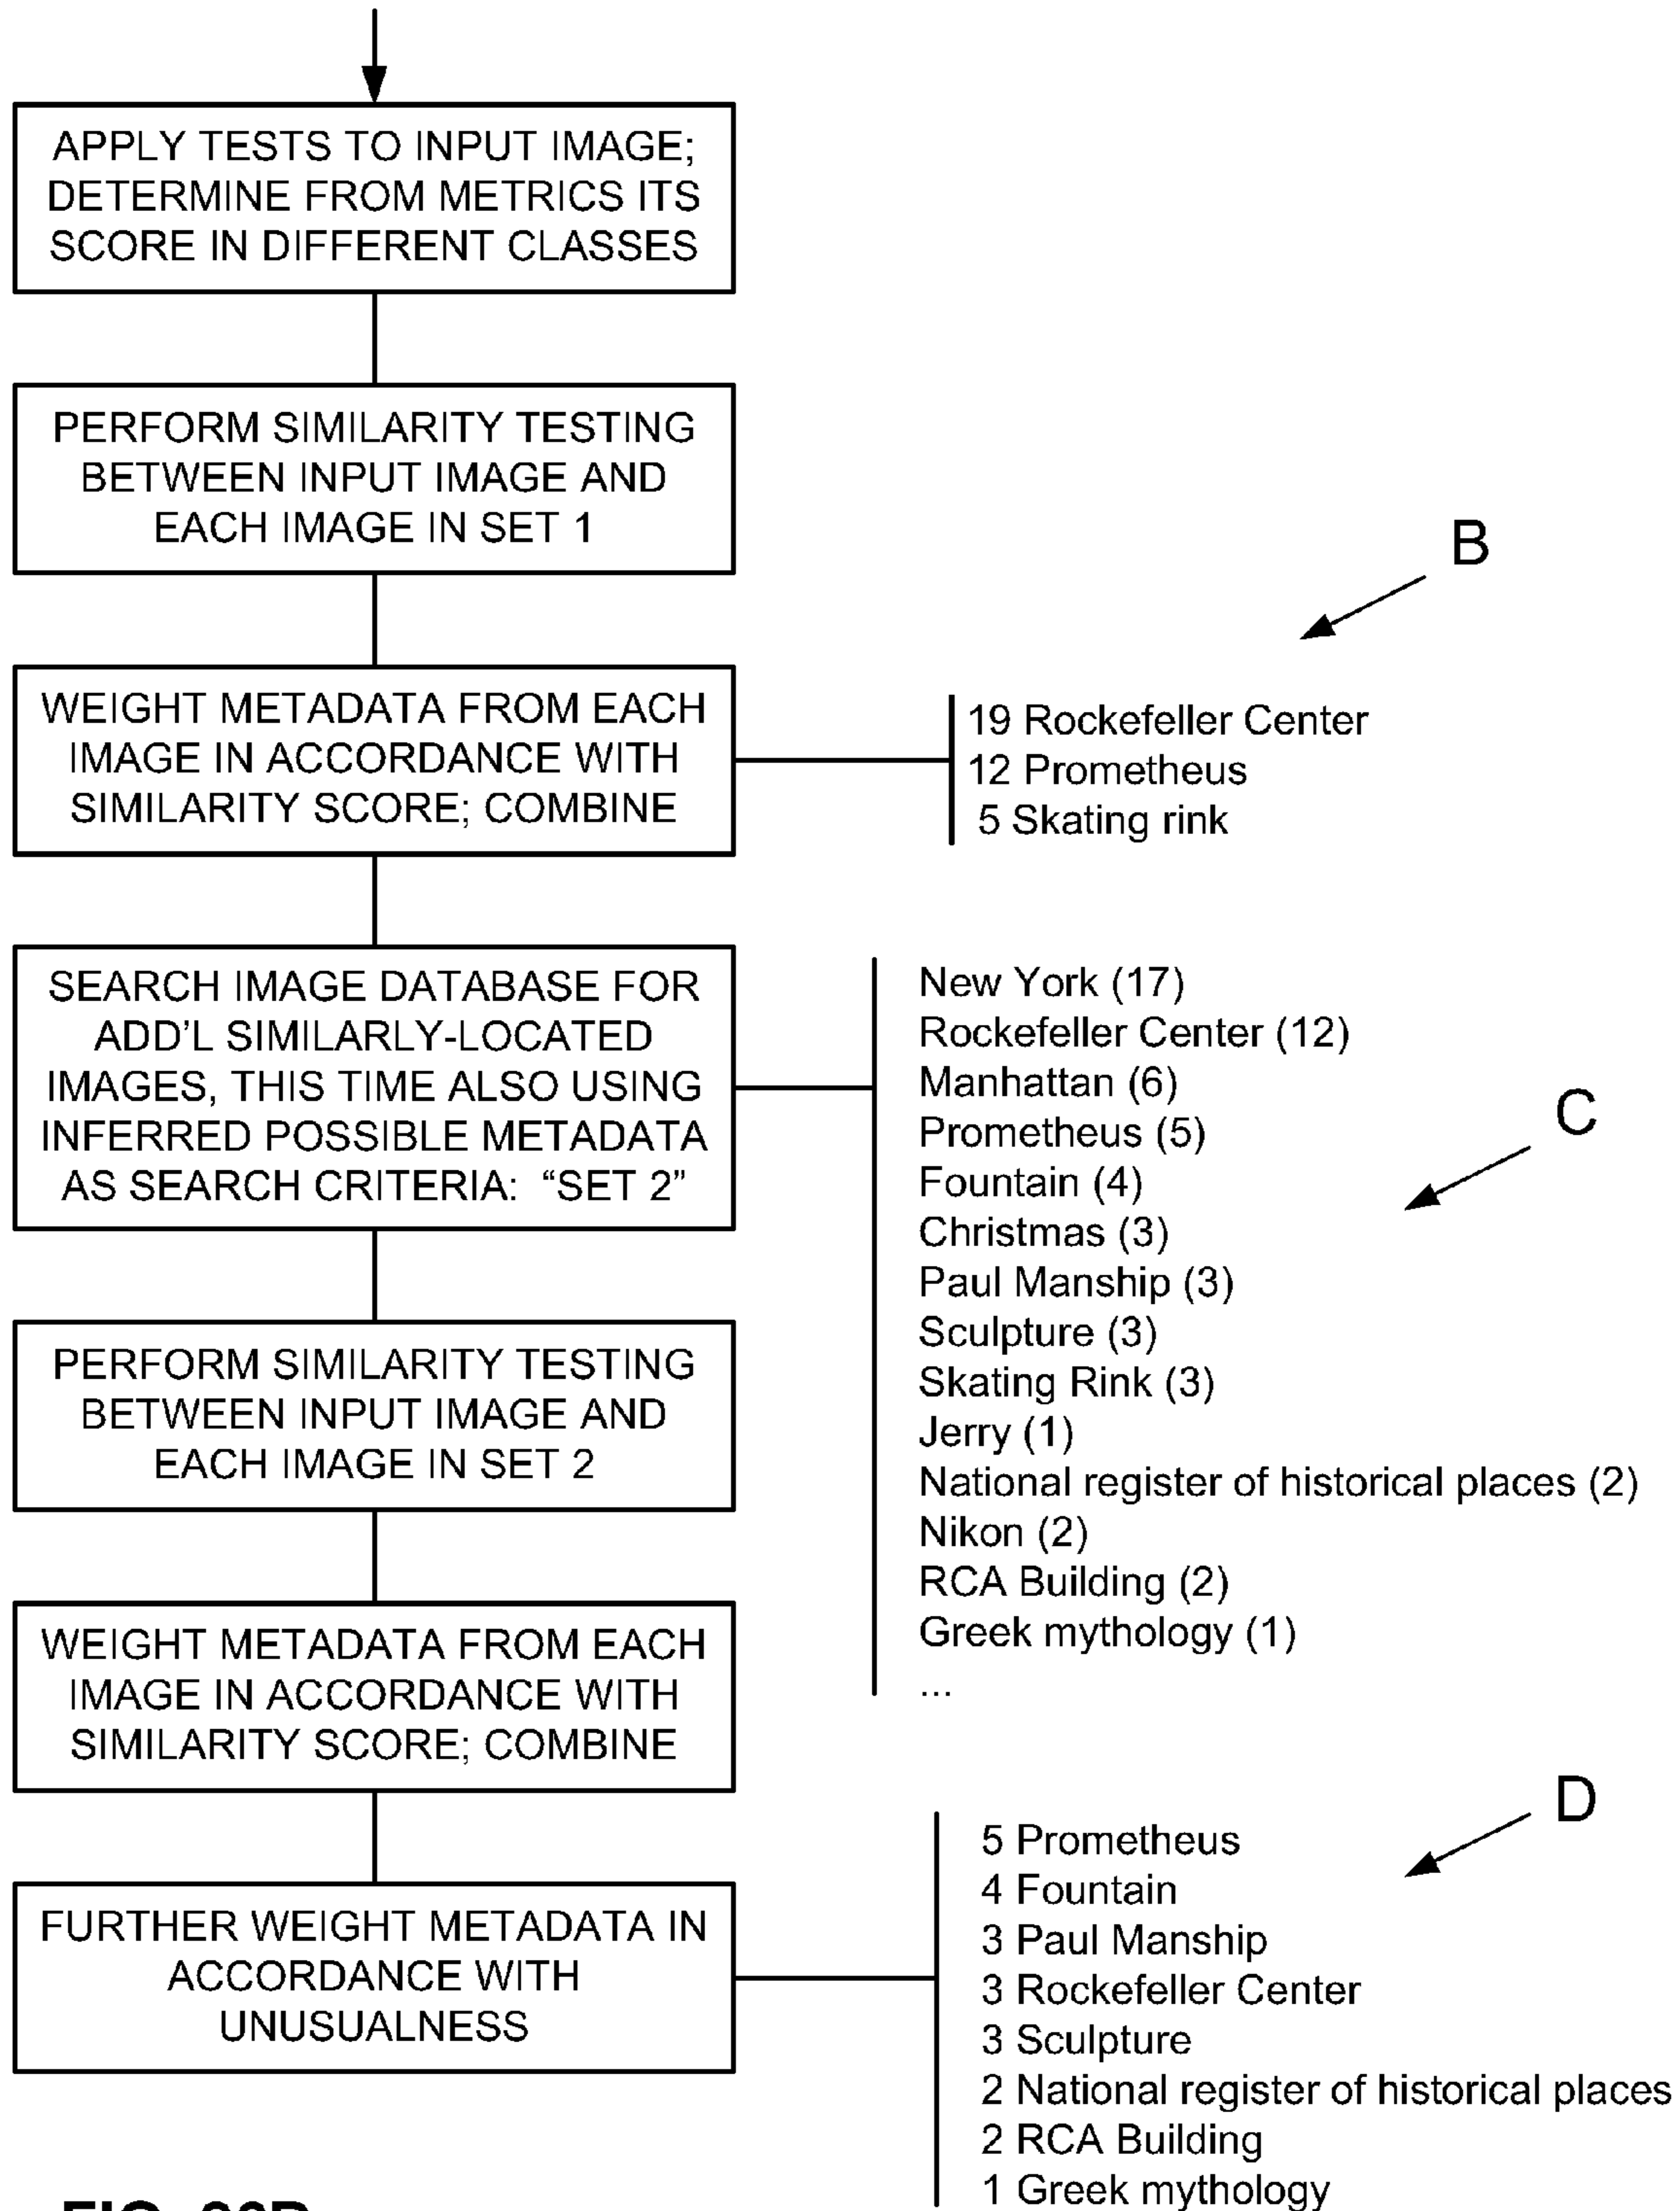 APPLY TESTS TO INPUT IMAGE;
DETERMINE FROM METRICS ITS
SCORE IN DIFFERENT CLASSES
PERFORM SIMILARITY TESTING
BETWEEN INPUT IMAGE AND
EACH IMAGE IN SET 1
B
WEIGHT METADATA FROM EACH
IMAGE IN ACCORDANCE WITH
SIMILARITY SCORE; COMBINE
19 Rockefeller Center
12 Prometheus
5 Skating rink
SEARCH IMAGE DATABASE FOR
ADD'L SIMILARLY-LOCATED
IMAGES, THIS TIME ALSO USING
INFERRED POSSIBLE METADATA
AS SEARCH CRITERIA: “SET 2”
New York (17)
Rockefeller Center (12)
Manhattan (6)
Prometheus (5)
Fountain (4)
Christmas (3)
Paul Manship (3)
Sculpture (3)
Skating Rink (3)
Jerry (1)
National register of historical places (2)
Nikon (2)
RCA Building (2)
Greek mythology (1)
...
C
PERFORM SIMILARITY TESTING
BETWEEN INPUT IMAGE AND
EACH IMAGE IN SET 2
WEIGHT METADATA FROM EACH
IMAGE IN ACCORDANCE WITH
SIMILARITY SCORE; COMBINE
D
FURTHER WEIGHT METADATA IN
ACCORDANCE WITH
UNUSUALNESS
5 Prometheus
4 Fountain
3 Paul Manship
3 Rockefeller Center
3 Sculpture
2 National register of historical places
2 RCA Building
1 Greek mythology